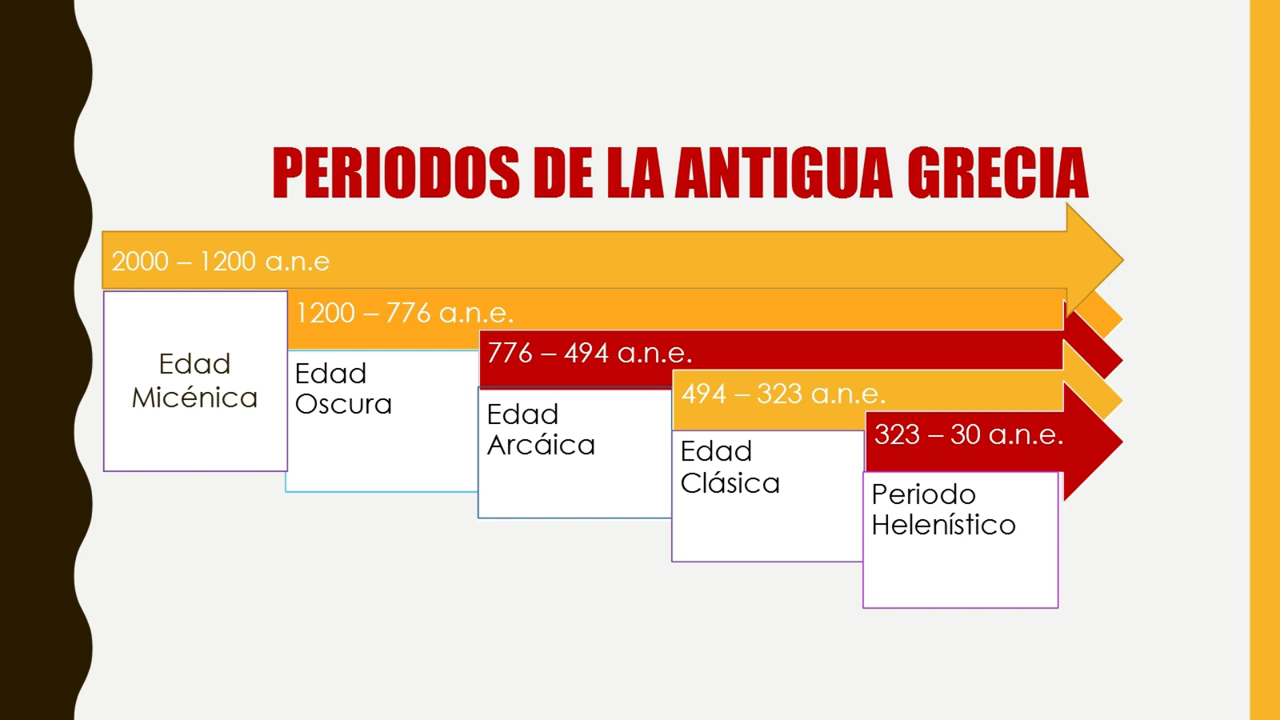 PERIODOS DE LA ANTIGUA GRECIA
2000 – 1200 a.n.e
Edad
Micénica
1200 – 776 a.n.e.
Edad
Oscura
776 – 494 a.n.e.
Edad
Arcáica
494 – 323 a.n.e.
Edad
Clásica
323 – 30 a.n.e.
Periodo
Helenístico